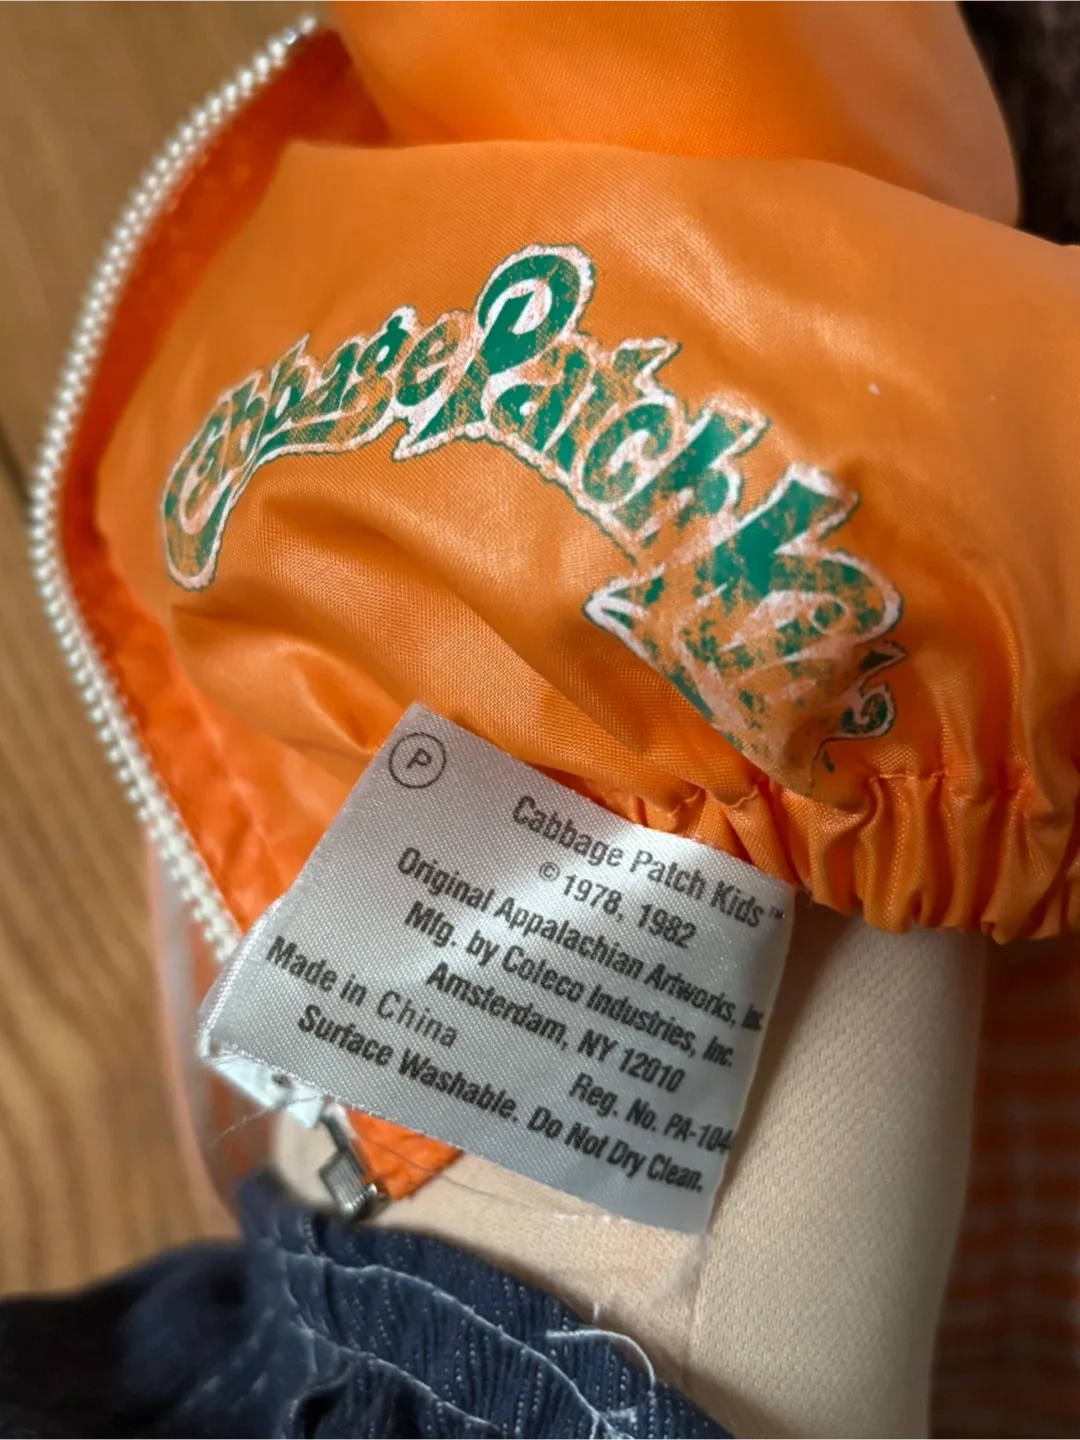 Cabbage Patch Kids
Ⓟ
Cabbage Patch Kids™
©1978, 1982
Original Appalachian Artworks, Inc.
Mfg. by Coleco Industries, Inc.
Amsterdam, NY 12010
Made in China
Reg. No. PA-104
Surface Washable. Do Not Dry Clean.